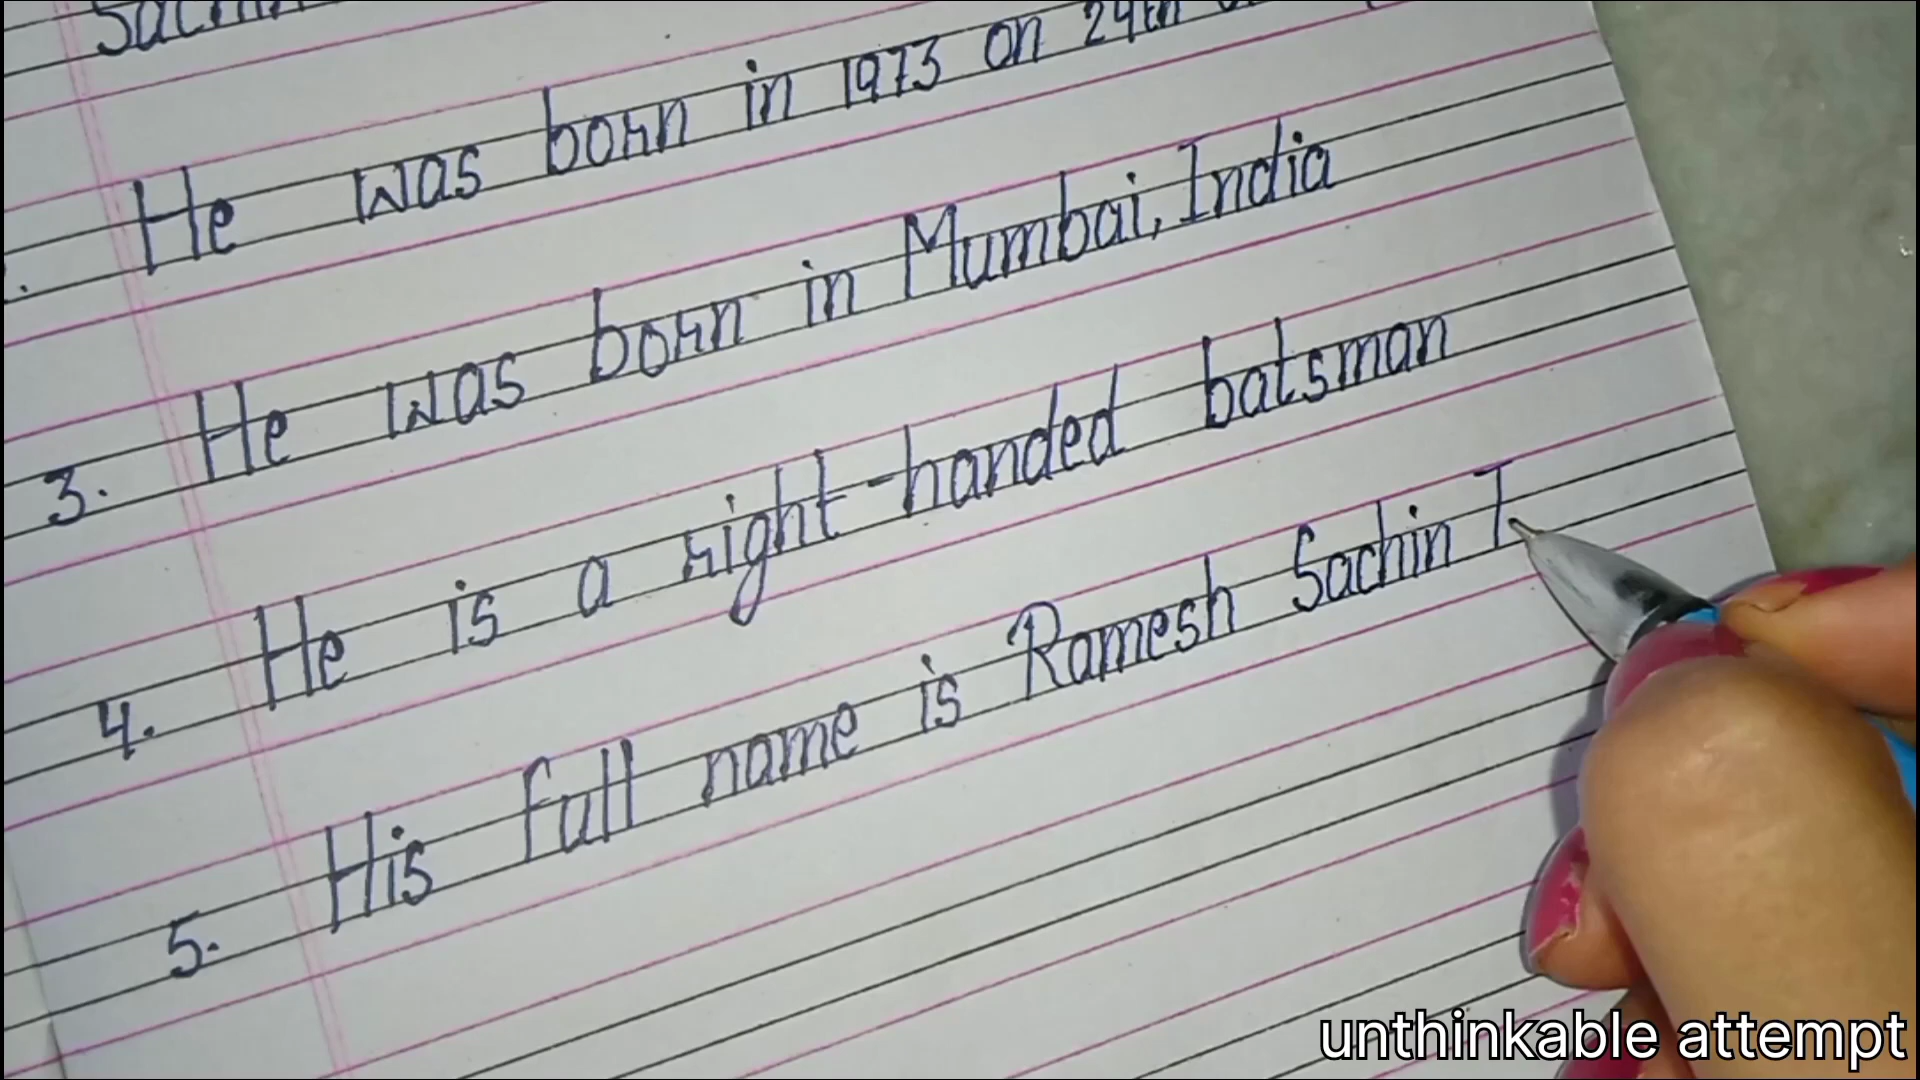 He was born in 1973 on 24th
3. He was born in Mumbai, India
4. He is a right-handed batsman
5. His full name is Ramesh Sachin T
unthinkable attempt